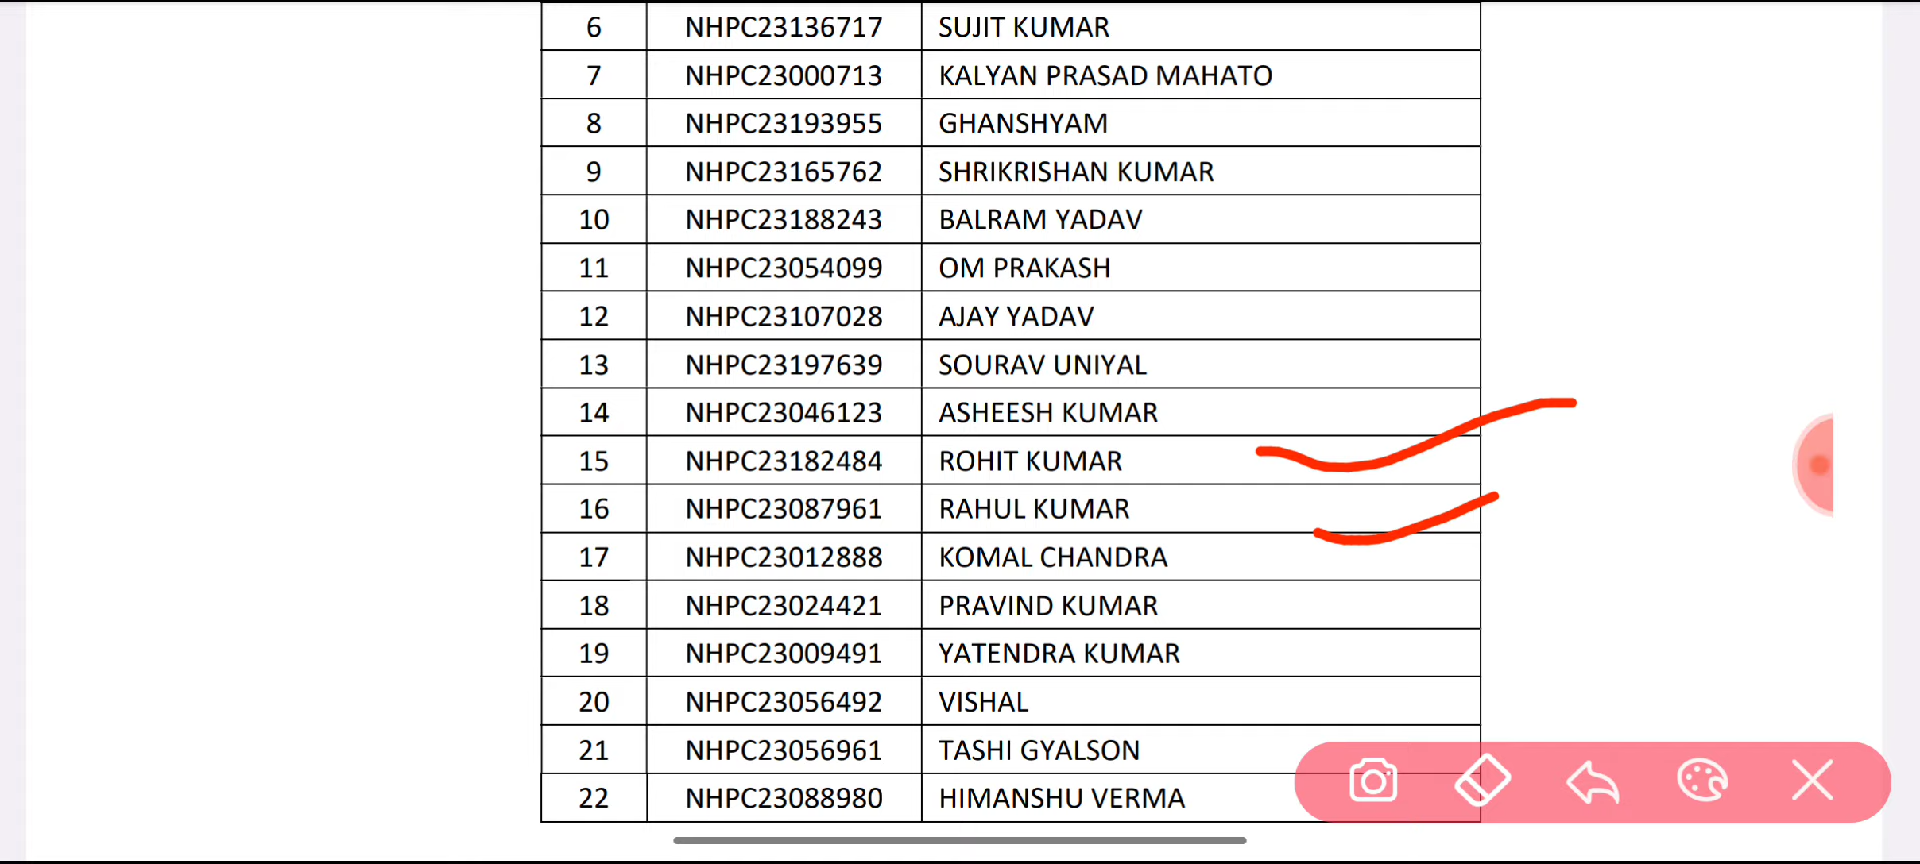 6 NHPC23136717 SUJIT KUMAR
7 NHPC23000713 KALYAN PRASAD MAHATO
8 NHPC23193955 GHANSHYAM
9 NHPC23165762 SHRIKRISHAN KUMAR
10 NHPC23188243 BALRAM YADAV
11 NHPC23054099 OM PRAKASH
12 NHPC23107028 AJAY YADAV
13 NHPC23197639 SOURAV UNIYAL
14 NHPC23046123 ASHEESH KUMAR
15 NHPC23182484 ROHIT KUMAR
16 NHPC23087961 RAHUL KUMAR
17 NHPC23012888 KOMAL CHANDRA
18 NHPC23024421 PRAVIND KUMAR
19 NHPC23009491 YATENDRA KUMAR
20 NHPC23056492 VISHAL
21 NHPC23056961 TASHI GYALSON
22 NHPC23088980 HIMANSHU VERMA